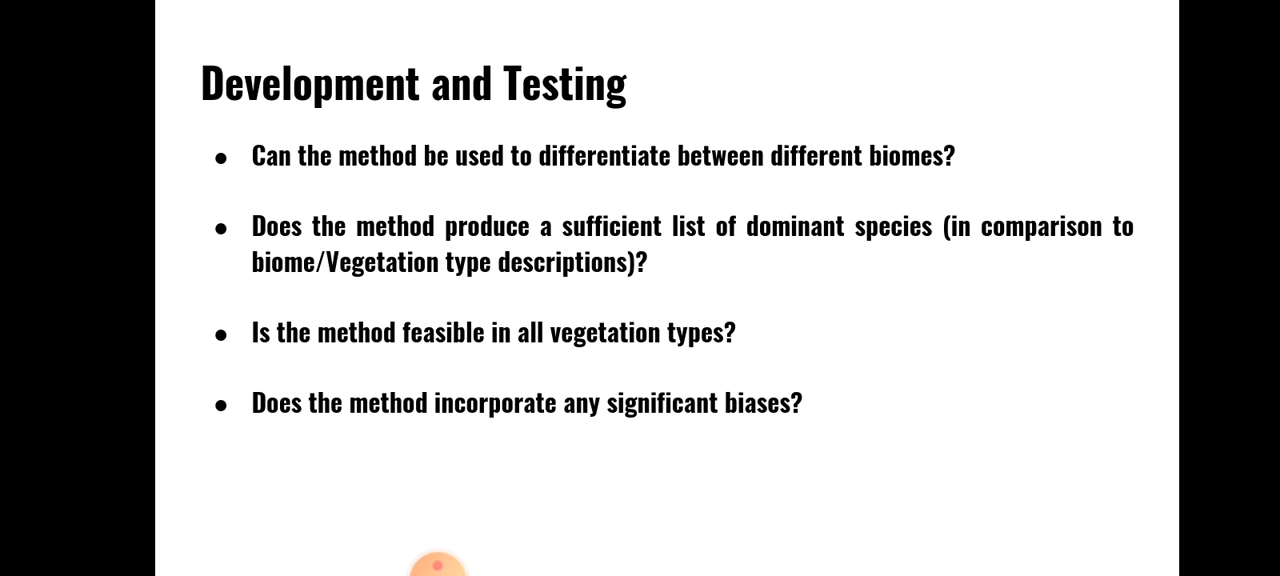 Development and Testing
● Can the method be used to differentiate between different biomes?
● Does the method produce a sufficient list of dominant species (in comparison to
biome/Vegetation type descriptions)?
● Is the method feasible in all vegetation types?
● Does the method incorporate any significant biases?